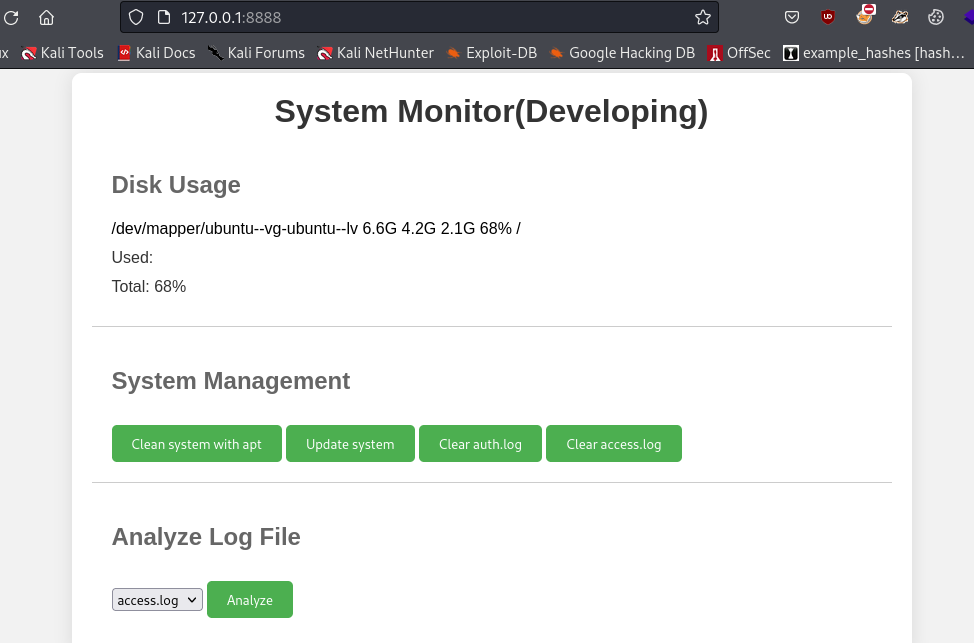 127.0.0.1:8888
UD
x Kali Tools Kali Docs Kali Forums Kali NetHunter Exploit-DB Google Hacking DB OffSec example_hashes [hash…
System Monitor(Developing)
Disk Usage
/dev/mapper/ubuntu--vg-ubuntu--lv 6.6G 4.2G 2.1G 68% /
Used:
Total: 68%
System Management
Clean system with apt Update system Clear auth.log Clear access.log
Analyze Log File
access.log Analyze